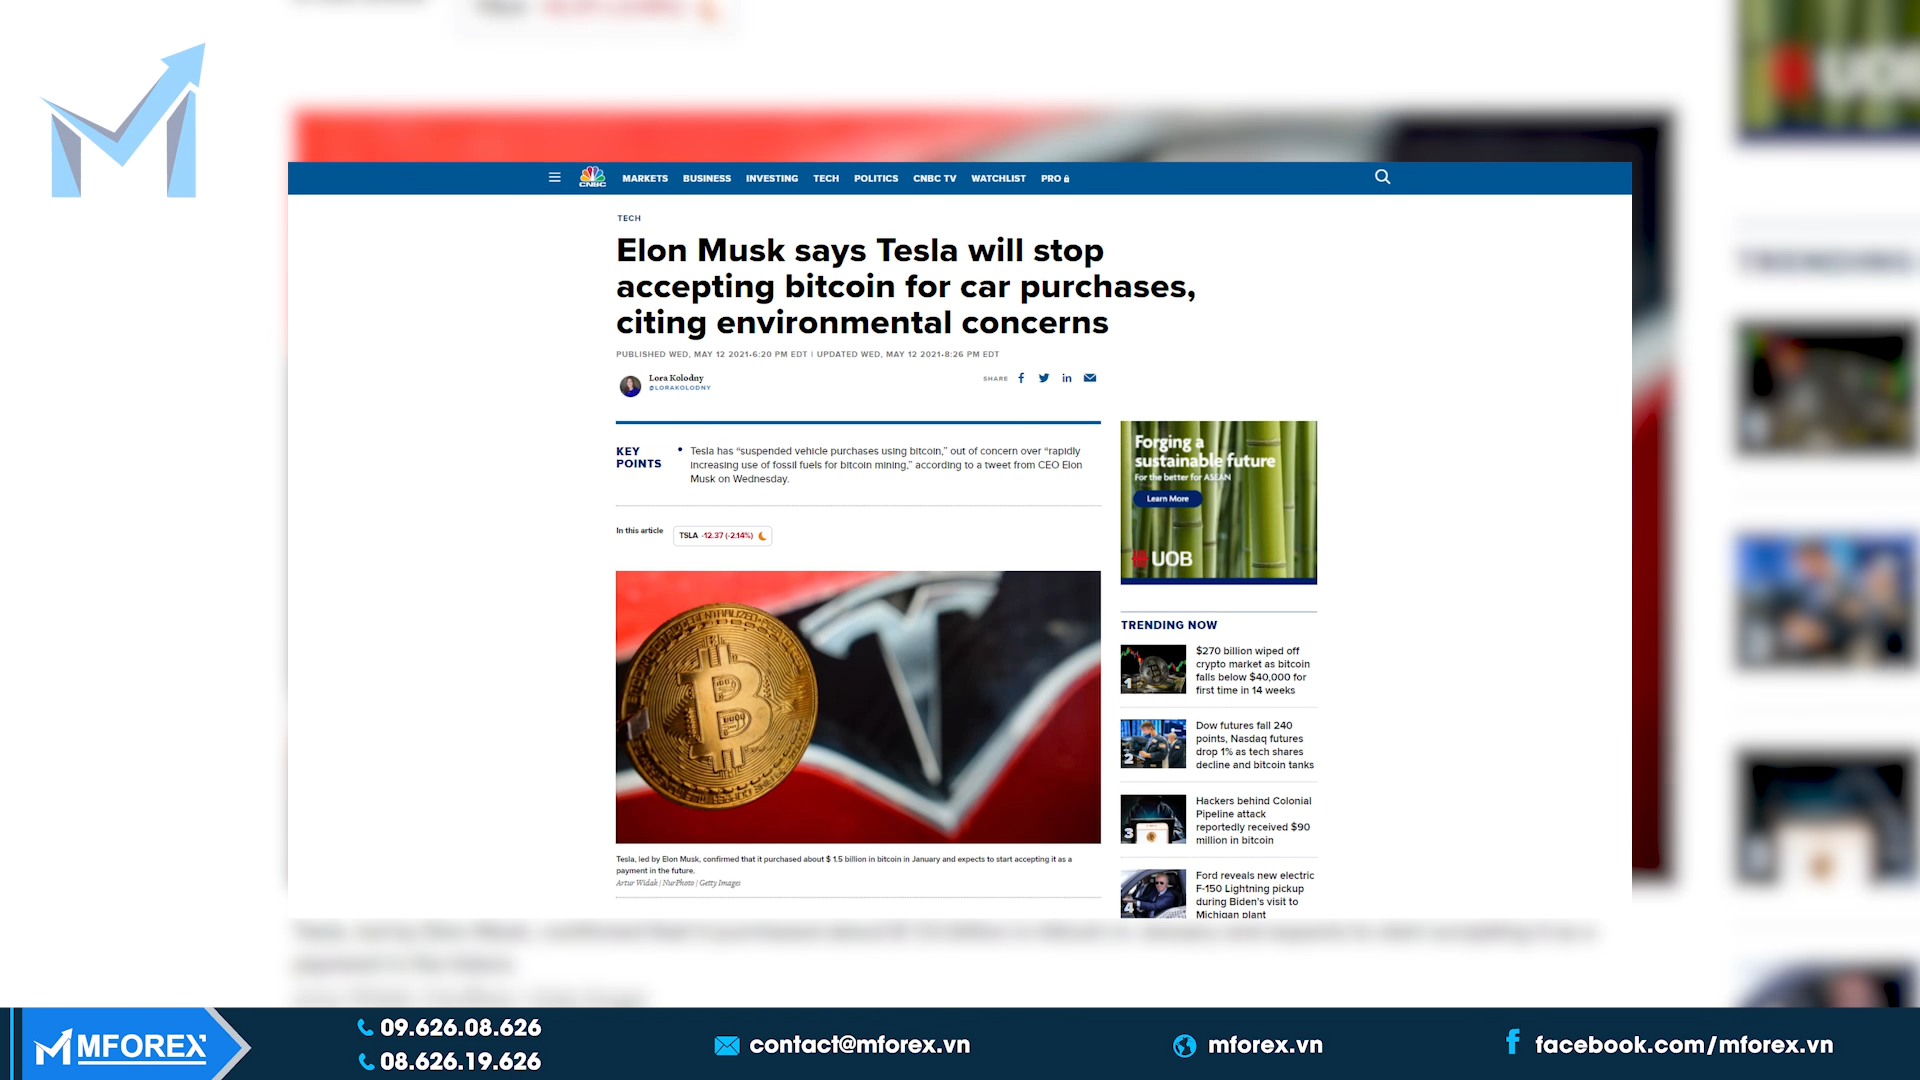 UOB
CNBC
MARKETS BUSINESS INVESTING TECH POLITICS CNBC TV WATCHLIST PRO
TECH
Elon Musk says Tesla will stop
accepting bitcoin for car purchases,
citing environmental concerns
PUBLISHED WED, MAY 12 2021•6:20 PM EDT | UPDATED WED, MAY 12 2021•8:26 PM EDT
Lora Kolodny
@LORAKOLODNY
SHARE
KEY
POINTS
• Tesla has “suspended vehicle purchases using bitcoin,” out of concern over “rapidly
increasing use of fossil fuels for bitcoin mining,” according to a tweet from CEO Elon
Musk on Wednesday.
In this article
TSLA -12.37 (-2.14%)
Tesla, led by Elon Musk, confirmed that it purchased about $ 1.5 billion in bitcoin in January and expects to start accepting it as a
payment in the future.
Artur Widak | NurPhoto | Getty Images
Forging a
sustainable future
For the better for ASEAN
Learn More
UOB
TRENDING NOW
1
$270 billion wiped off
crypto market as bitcoin
falls below $40,000 for
first time in 14 weeks
2
Dow futures fall 240
points, Nasdaq futures
drop 1% as tech shares
decline and bitcoin tanks
3
Hackers behind Colonial
Pipeline attack
reportedly received $90
million in bitcoin
4
Ford reveals new electric
F-150 Lightning pickup
during Biden's visit to
Michigan plant
MFOREX
09.626.08.626
08.626.19.626
contact@mforex.vn
mforex.vn
facebook.com/mforex.vn